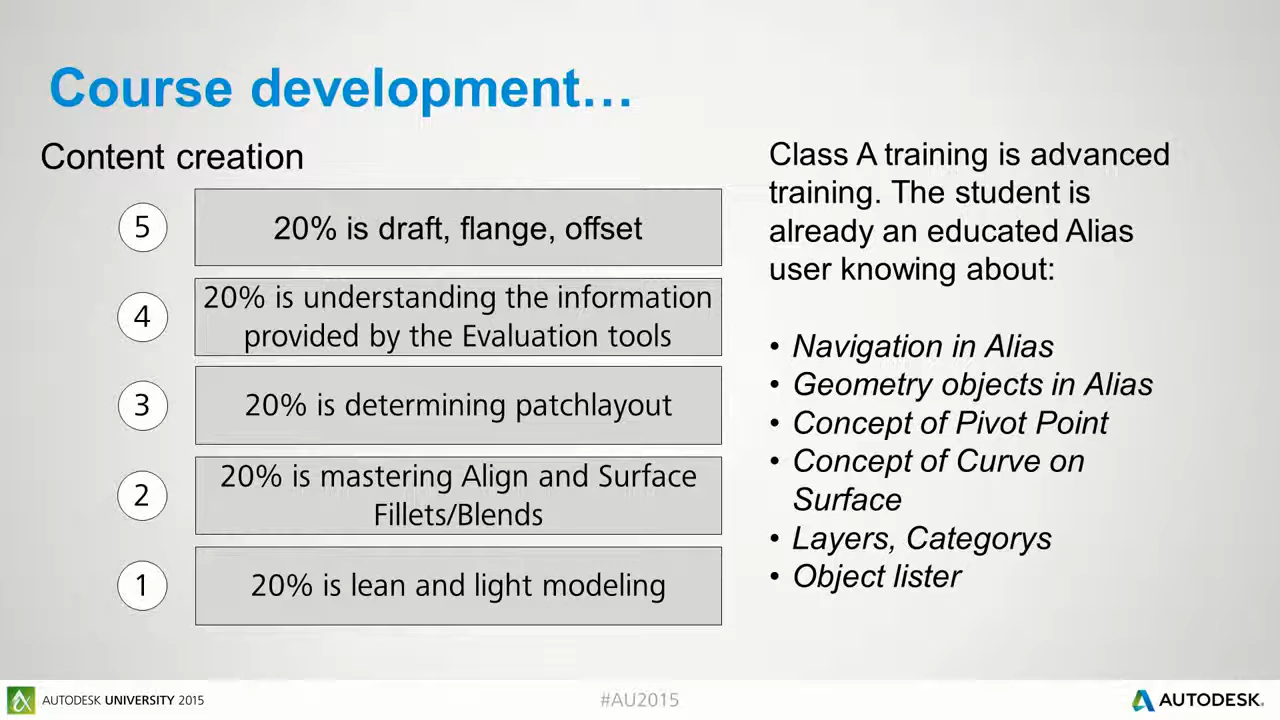 Course development…
Content creation
5
20% is draft, flange, offset
4
20% is understanding the information
provided by the Evaluation tools
3
20% is determining patchlayout
2
20% is mastering Align and Surface
Fillets/Blends
1
20% is lean and light modeling
Class A training is advanced
training. The student is
already an educated Alias
user knowing about:
• Navigation in Alias
• Geometry objects in Alias
• Concept of Pivot Point
• Concept of Curve on
Surface
• Layers, Categorys
• Object lister
AUTODESK UNIVERSITY 2015
#AU2015
AUTODESK.